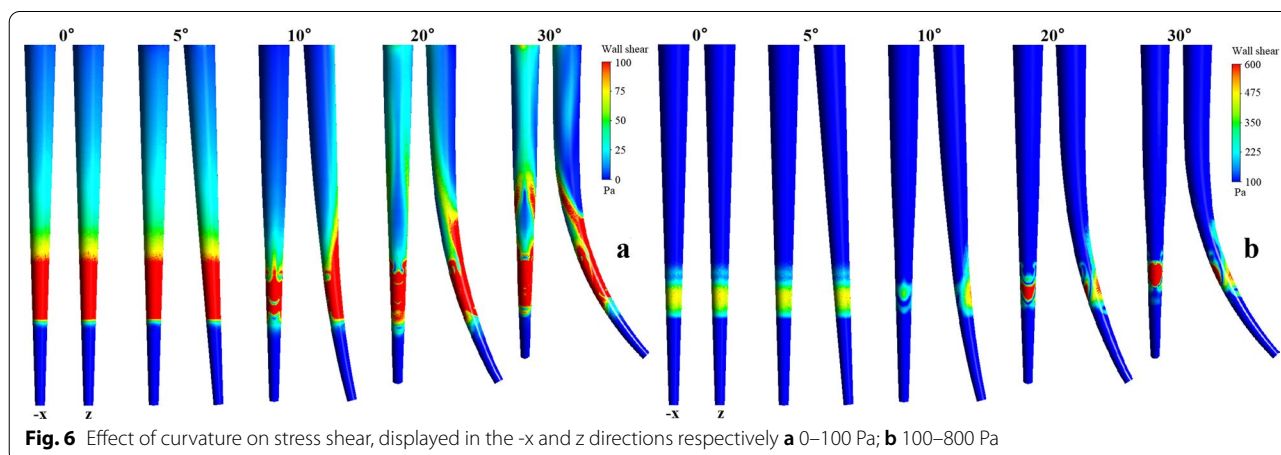 0° 5° 10° 20° 30° 0° 5° 10° 20° 30°
Wall shear
100
75
50
25
0
Pa
a
Wall shear
600
475
350
225
100
Pa
b
-x z -x z
Fig. 6 Effect of curvature on stress shear, displayed in the -x and z directions respectively a 0–100 Pa; b 100–800 Pa